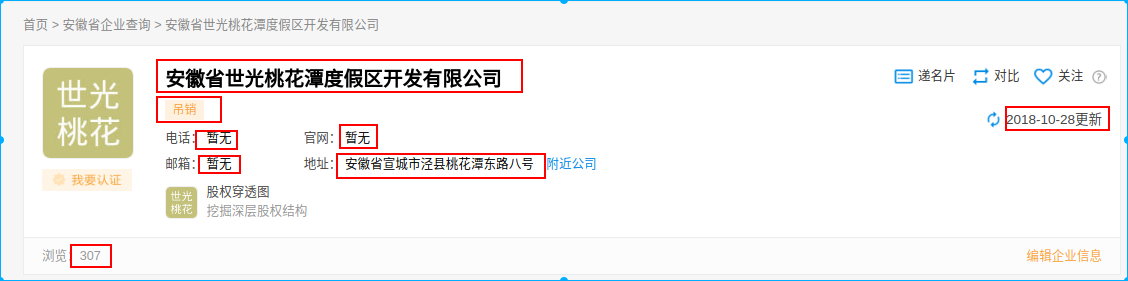 首页 > 安徽省企业查询 > 安徽省世光桃花潭度假区开发有限公司
世光
桃花
我要认证
安徽省世光桃花潭度假区开发有限公司
递名片 对比 关注 ?
吊销
2018-10-28更新
电话: 暂无 官网: 暂无
邮箱: 暂无 地址: 安徽省宣城市泾县桃花潭东路八号 附近公司
世光
桃花
股权穿透图
挖掘深层股权结构
浏览 307
编辑企业信息